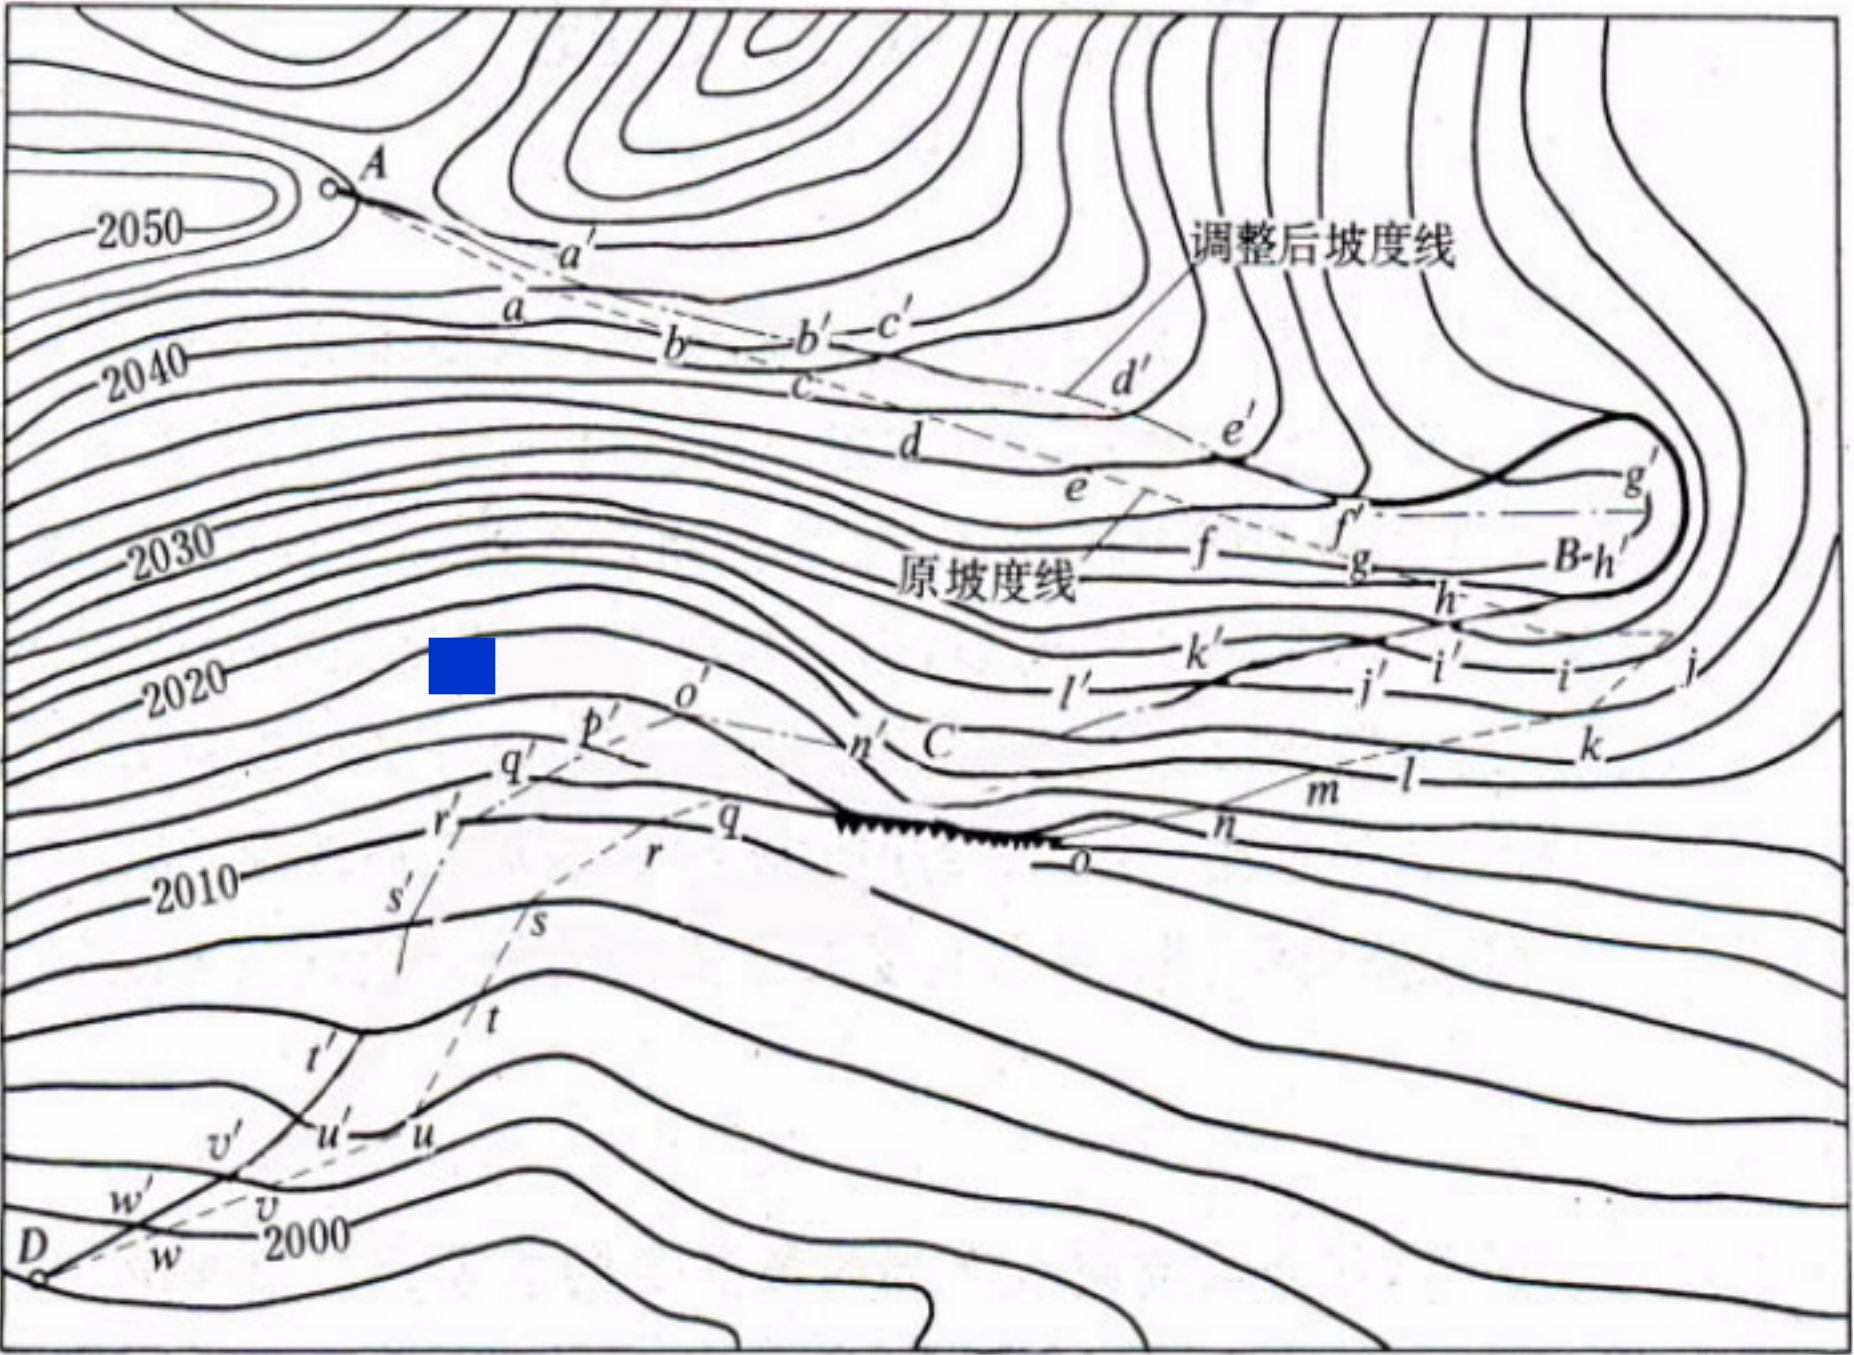 A
2050
a'
调整后坡度线
a
b
b'
c'
2040
c
d'
d
e'
e
g'
f'
2030
f
g
B-h'
原坡度线
h
k'
i'
i
j
2020
l'
j'
o'
p'
n'
C
k
q'
l
m
r'
q
n
r
o
2010
s'
s
t
t'
u'
u
v'
w'
v
2000
D
w